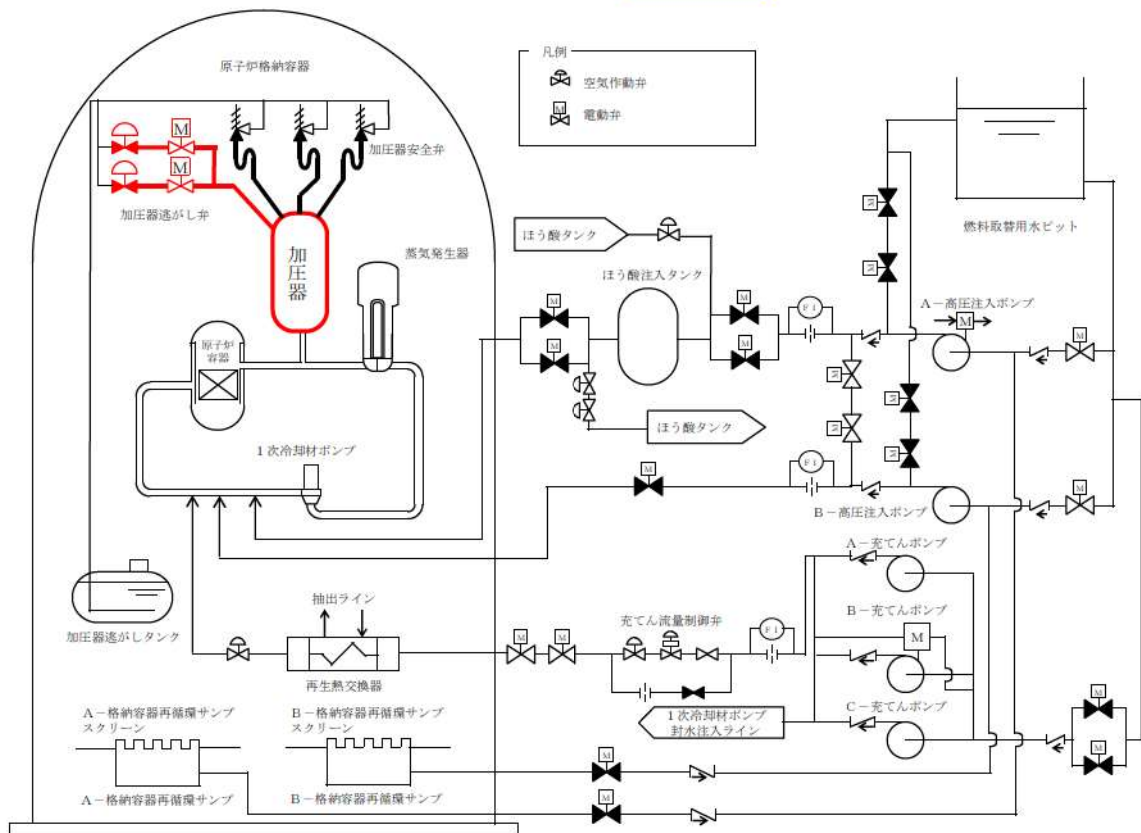 凡例
空気作動弁
M
電動弁
原子炉格納容器
M
M
加圧器安全弁
加圧器逃がし弁
加圧器
蒸気発生器
原子炉
容器
1次冷却材ポンプ
加圧器逃がしタンク
ほう酸タンク
ほう酸注入タンク
M
M
M
M
FI
ほう酸タンク
M
M
燃料取替用水ピット
A-高圧注入ポンプ
M
M
M
M
M
M
M
FI
B-高圧注入ポンプ
M
A-充てんポンプ
B-充てんポンプ
M
C-充てんポンプ
抽出ライン
再生熱交換器
M
M
充てん流量制御弁
FI
1次冷却材ポンプ
封水注入ライン
M
M
A-格納容器再循環サンプ
スクリーン
B-格納容器再循環サンプ
スクリーン
A-格納容器再循環サンプ
B-格納容器再循環サンプ
M
M